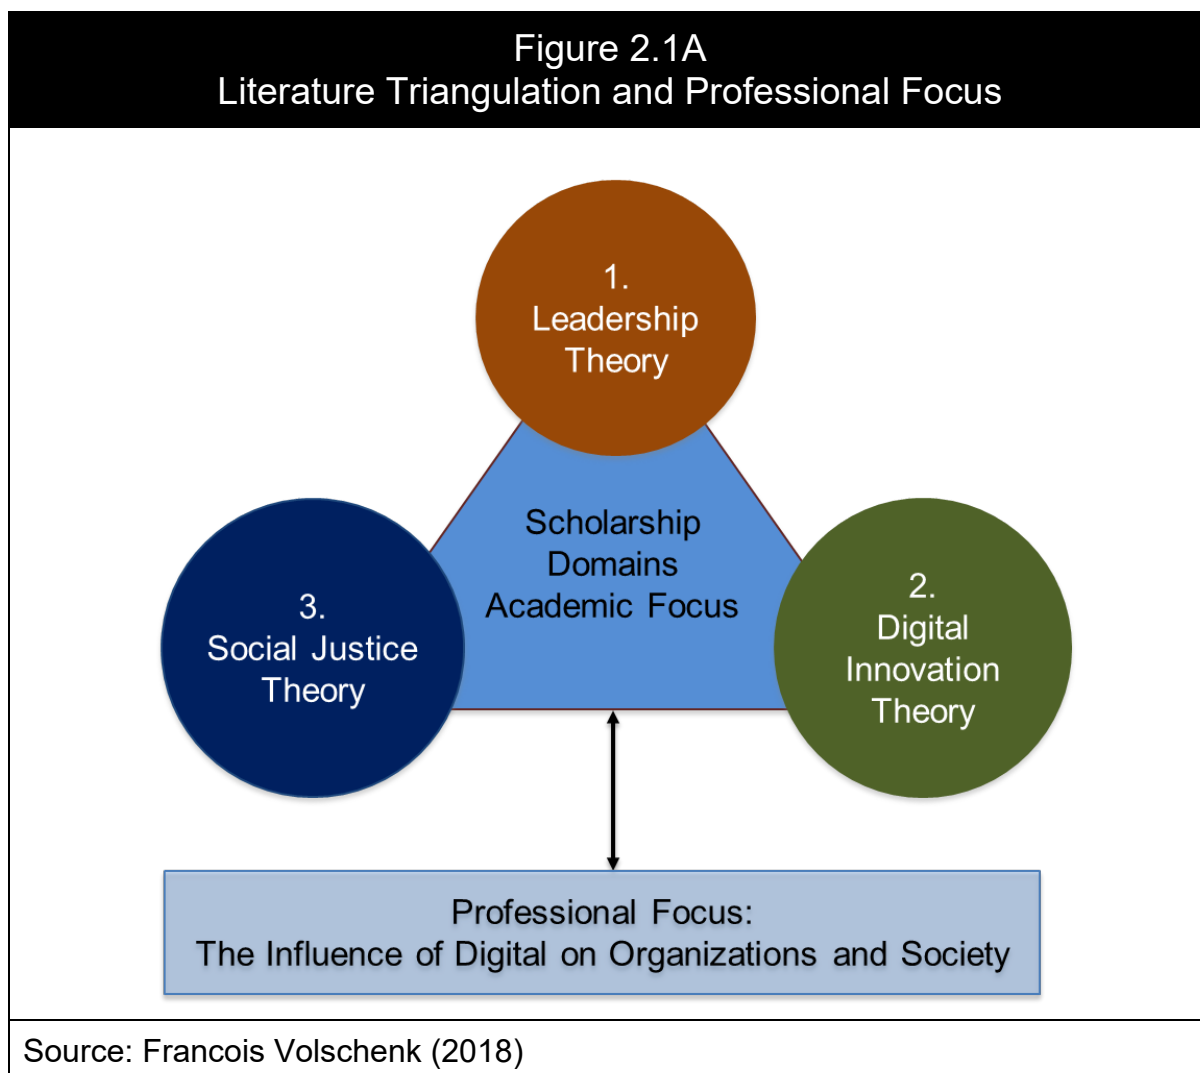 Figure 2.1A
Literature Triangulation and Professional Focus
1.
Leadership
Theory
Scholarship
Domains
Academic Focus
2.
Digital
Innovation
Theory
3.
Social Justice
Theory
Professional Focus:
The Influence of Digital on Organizations and Society
Source: Francois Volschenk (2018)